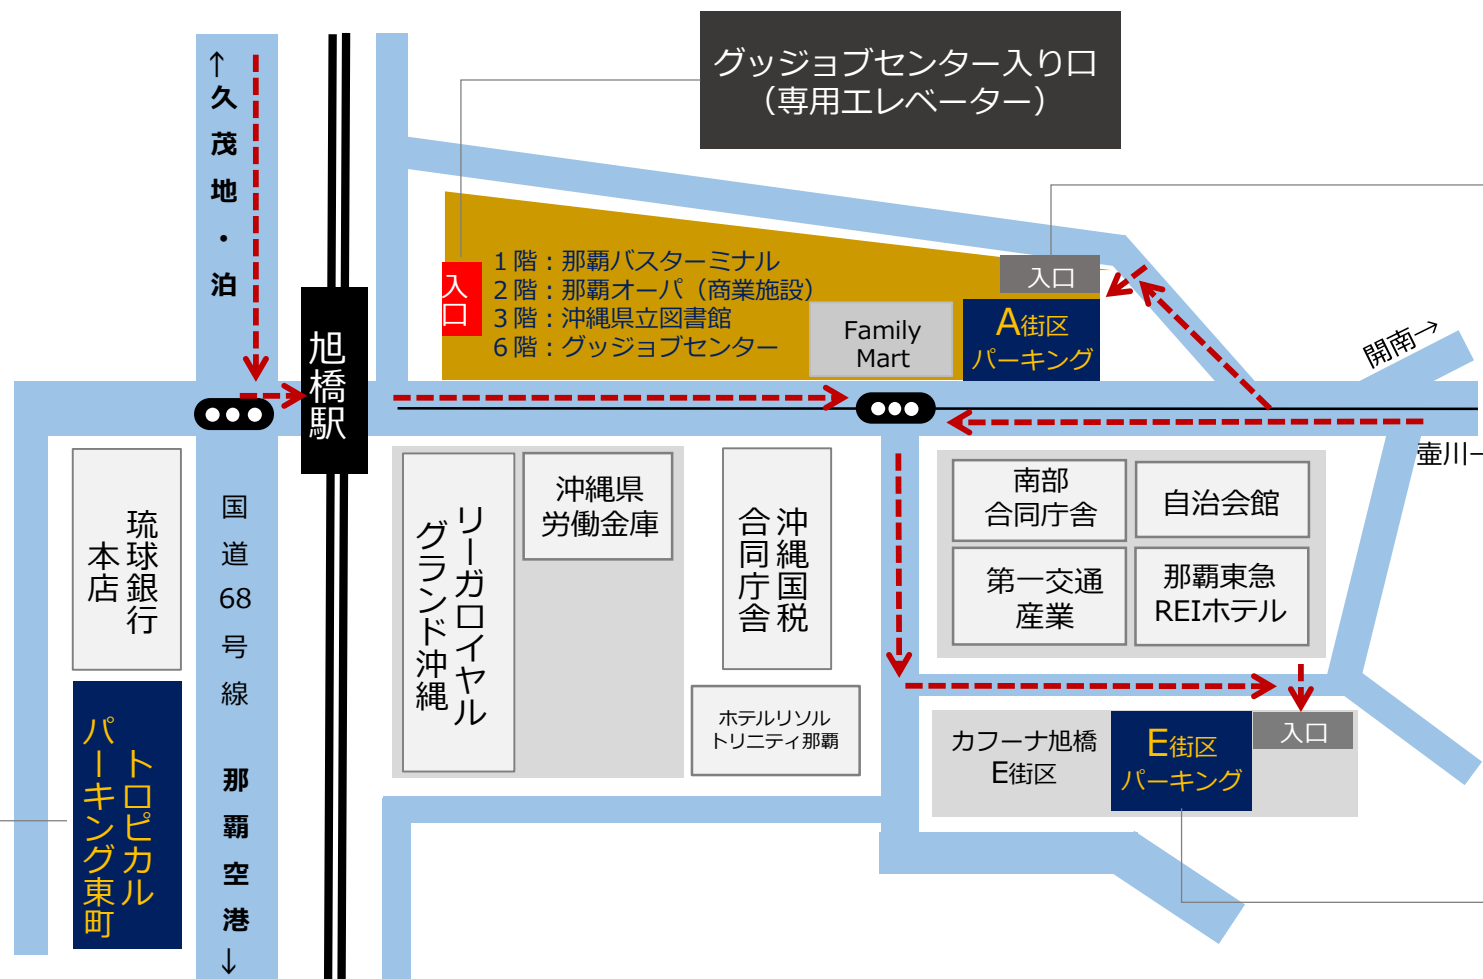 グッジョブセンター入り口
（専用エレベーター）
↑久茂地・泊
入口
1階：那覇バスターミナル
2階：那覇オーパ（商業施設）
3階：沖縄県立図書館
6階：グッジョブセンター
入口
Family
Mart
A街区
パーキング
旭橋駅
開南→
壷川
琉球銀行
本店
国道68号線
那覇空港↓
リーガロイヤル
グランド沖縄
沖縄県
労働金庫
沖縄国税
合同庁舎
南部
合同庁舎
自治会館
第一交通
産業
那覇東急
REIホテル
ホテルリソル
トリニティ那覇
カフーナ旭橋
E街区
E街区
パーキング
入口
トロピカル
パーキング東町